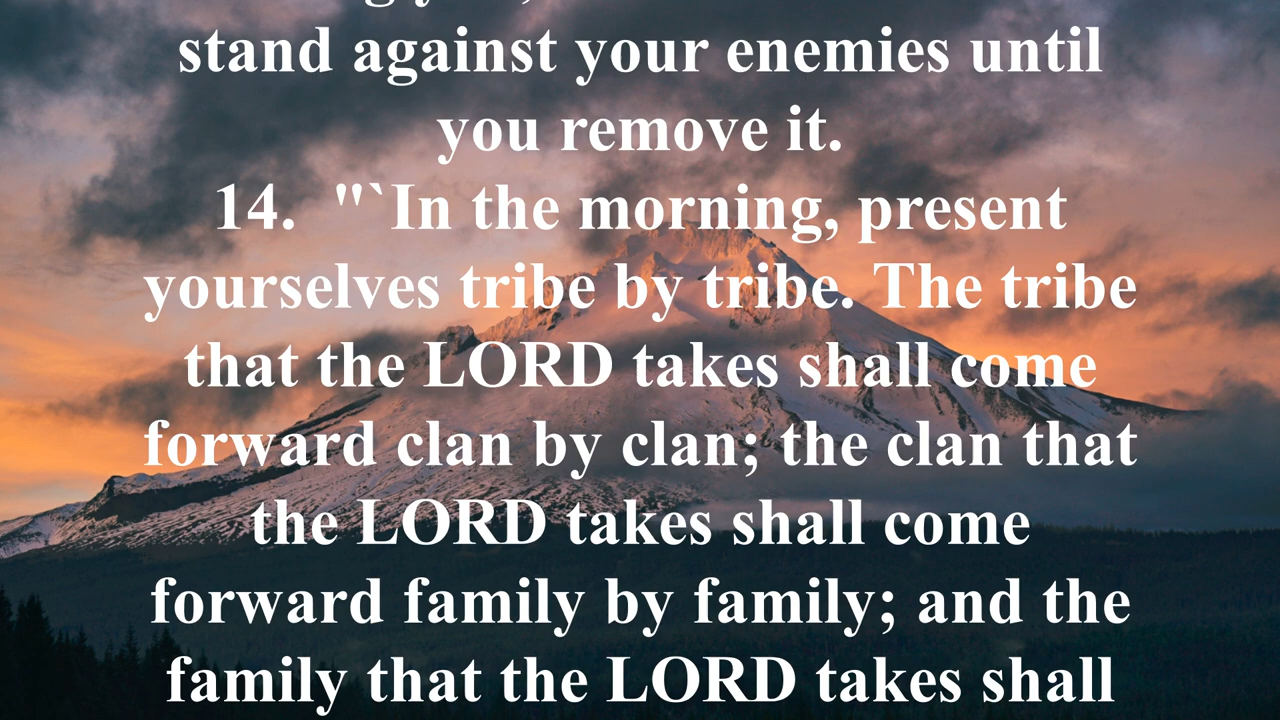 stand against your enemies until
you remove it.
14.  "`In the morning, present
yourselves tribe by tribe. The tribe
that the LORD takes shall come
forward clan by clan; the clan that
the LORD takes shall come
forward family by family; and the
family that the LORD takes shall